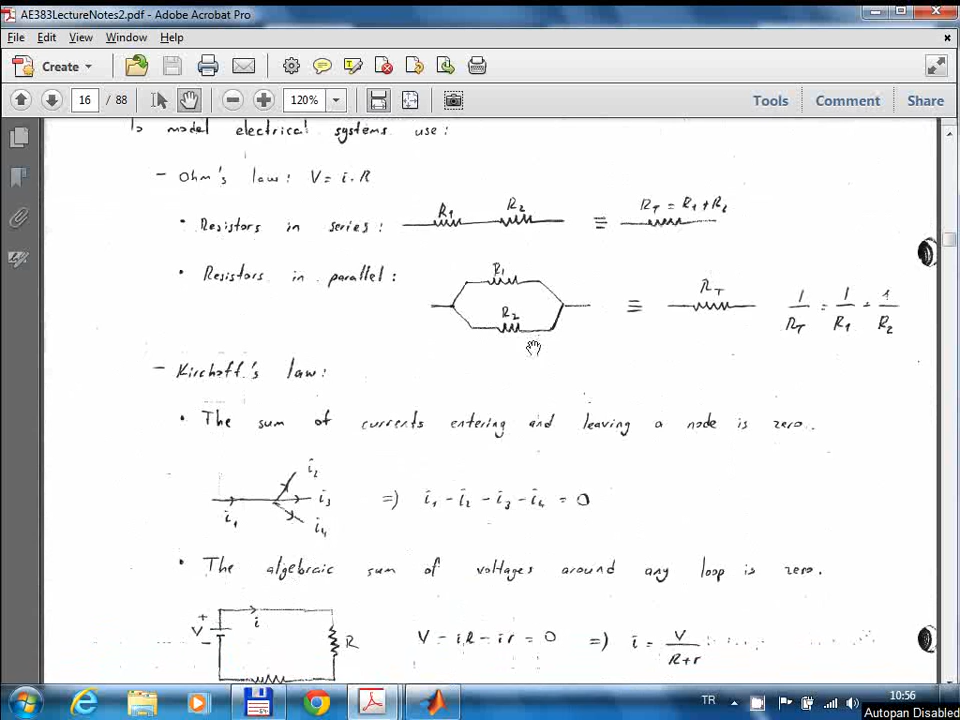 AE383LectureNotes2.pdf - Adobe Acrobat Pro
File Edit View Window Help
Create
16 / 88 120% Tools Comment Share
To model electrical systems use:
- Ohm's law: V = i.R
• Resistors in series: R1 R2 ≡ RT = R1 + R2
• Resistors in parallel: R1 R2 ≡ RT 1/RT = 1/R1 + 1/R2
- Kirchoff's law:
• The sum of currents entering and leaving a node is zero.
i1 i2 i3 i4 => i1 - i2 - i3 - i4 = 0
• The algebraic sum of voltages around any loop is zero.
+ V - i R V - iR - ir = 0 => i = V/R+r
TR 10:56
Autopan Disabled